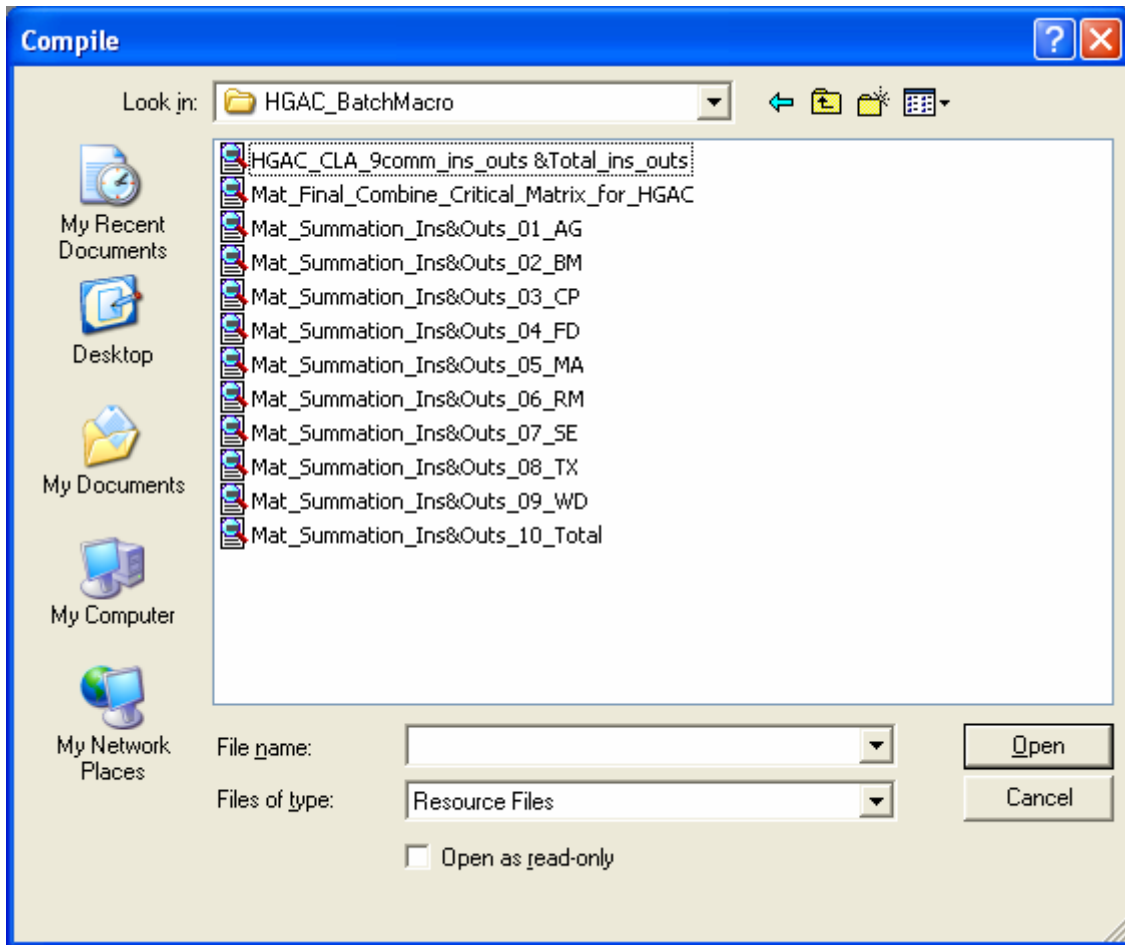 Compile
Look in:
HGAC_BatchMacro
HGAC_CLA_9comm_ins_outs &Total_ins_outs
Mat_Final_Combine_Critical_Matrix_for_HGAC
Mat_Summation_Ins&Outs_01_AG
Mat_Summation_Ins&Outs_02_BM
Mat_Summation_Ins&Outs_03_CP
Mat_Summation_Ins&Outs_04_FD
Mat_Summation_Ins&Outs_05_MA
Mat_Summation_Ins&Outs_06_RM
Mat_Summation_Ins&Outs_07_SE
Mat_Summation_Ins&Outs_08_TX
Mat_Summation_Ins&Outs_09_WD
Mat_Summation_Ins&Outs_10_Total
My Recent
Documents
Desktop
My Documents
My Computer
My Network
Places
File name:
Open
Files of type:
Resource Files
Cancel
Open as read-only